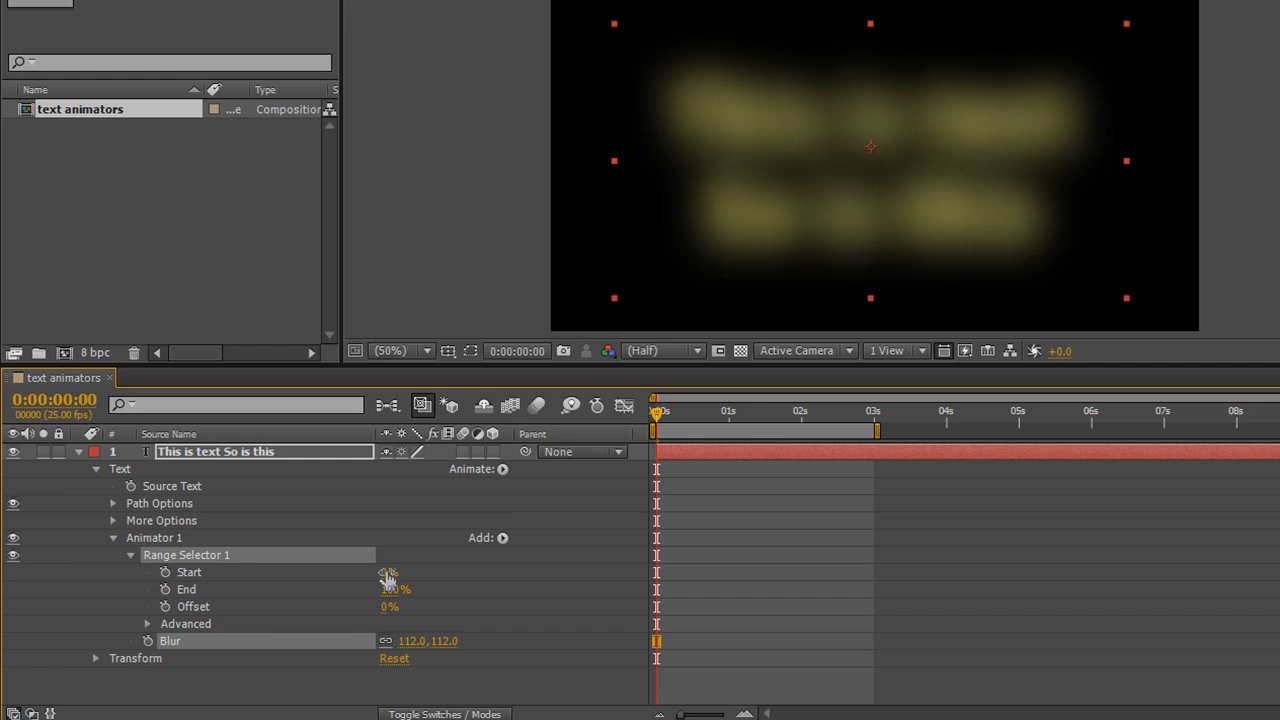 Name Type S
text animators ...e Composition
8 bpc
(50%) 0:00:00:00 (Half) Active Camera 1 View +0.0
text animators
0:00:00:00
00000 (25.00 fps)
01s 02s 03s 04s 05s 06s 07s 08s
# Source Name Parent
1 T This is text So is this None
Text Animate:
Source Text
Path Options
More Options
Animator 1 Add:
Range Selector 1
Start
End
Offset 0%
Advanced
Blur 112.0,112.0
Transform Reset
Toggle Switches / Modes